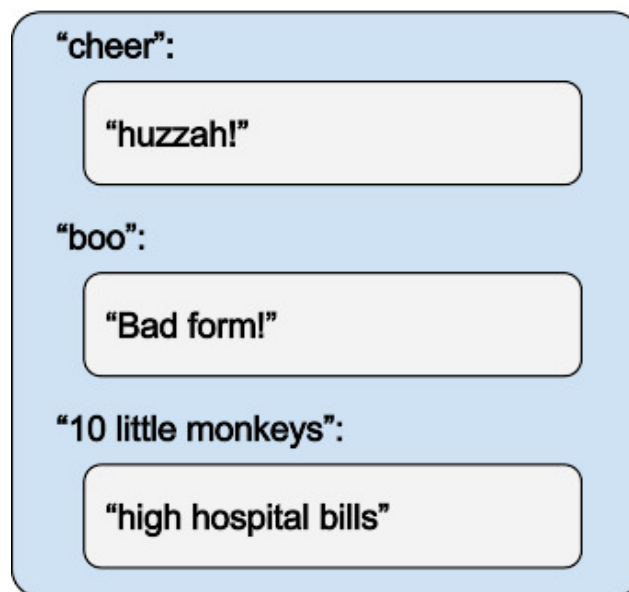 “cheer”:
“huzzah!”
“boo”:
“Bad form!”
“10 little monkeys”:
“high hospital bills”